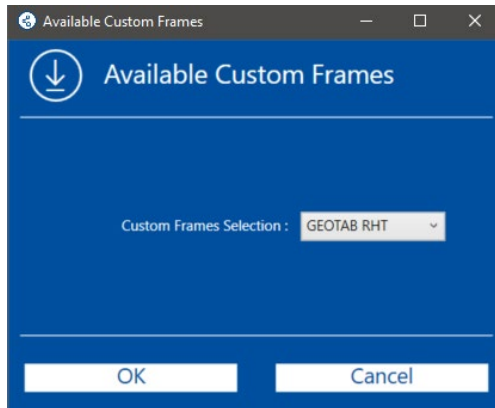 Available Custom Frames
Available Custom Frames
Custom Frames Selection : GEOTAB RHT
OK Cancel